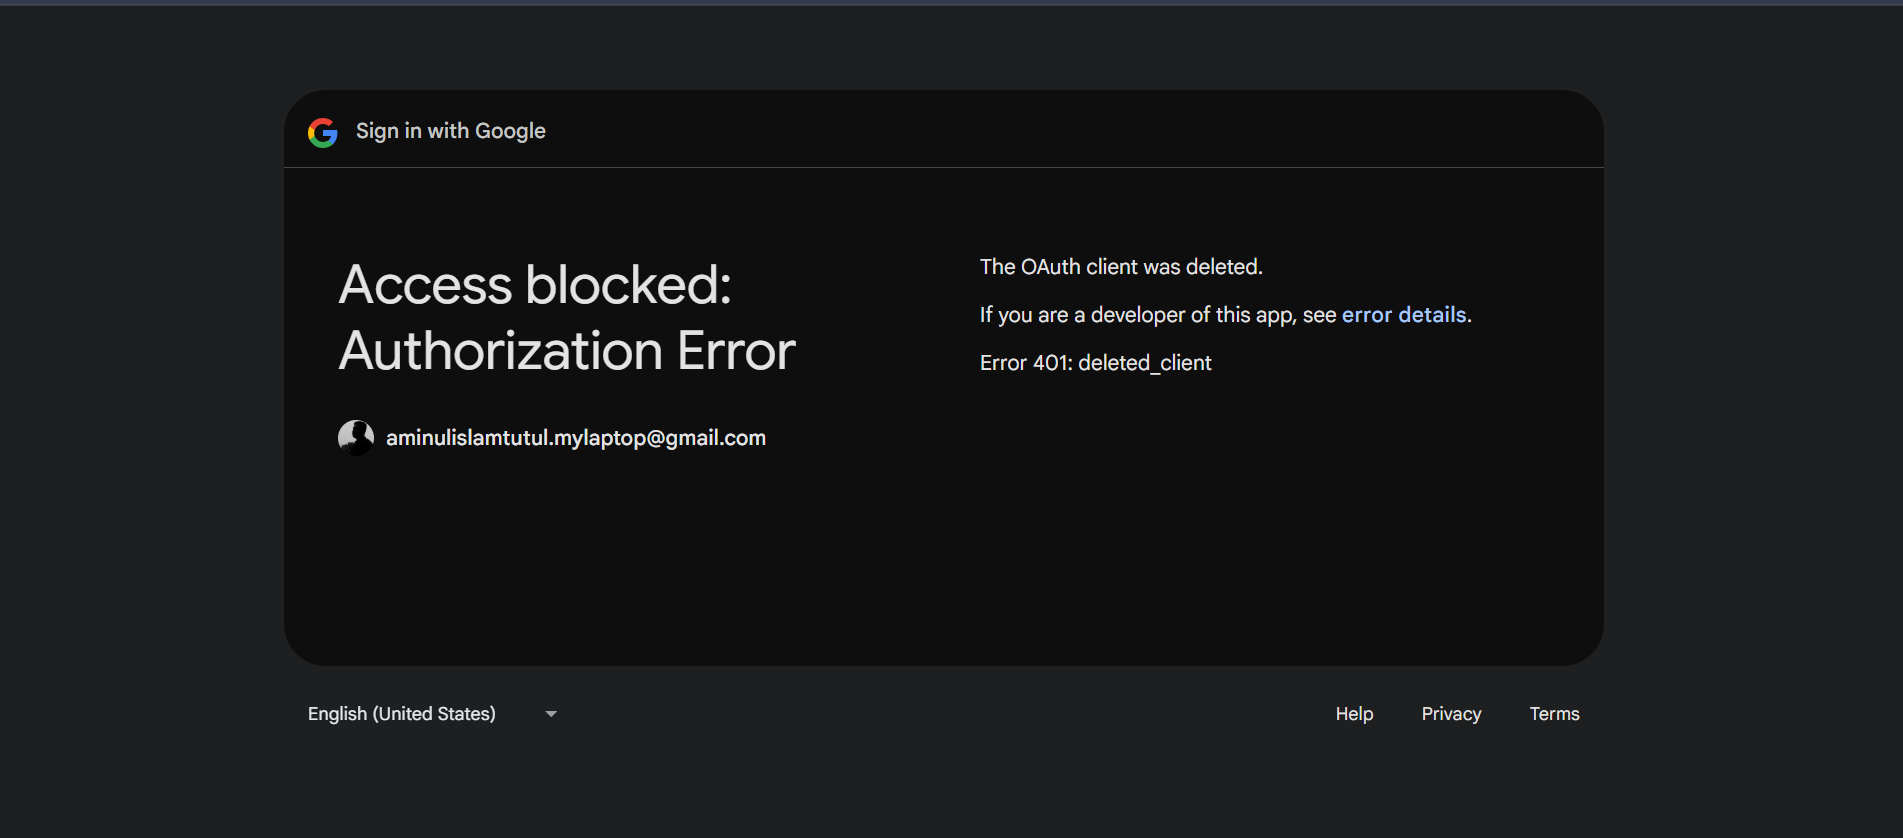 Sign in with Google
Access blocked:
Authorization Error
aminulislamtutul.mylaptop@gmail.com
The OAuth client was deleted.
If you are a developer of this app, see error details.
Error 401: deleted_client
English (United States)
Help Privacy Terms